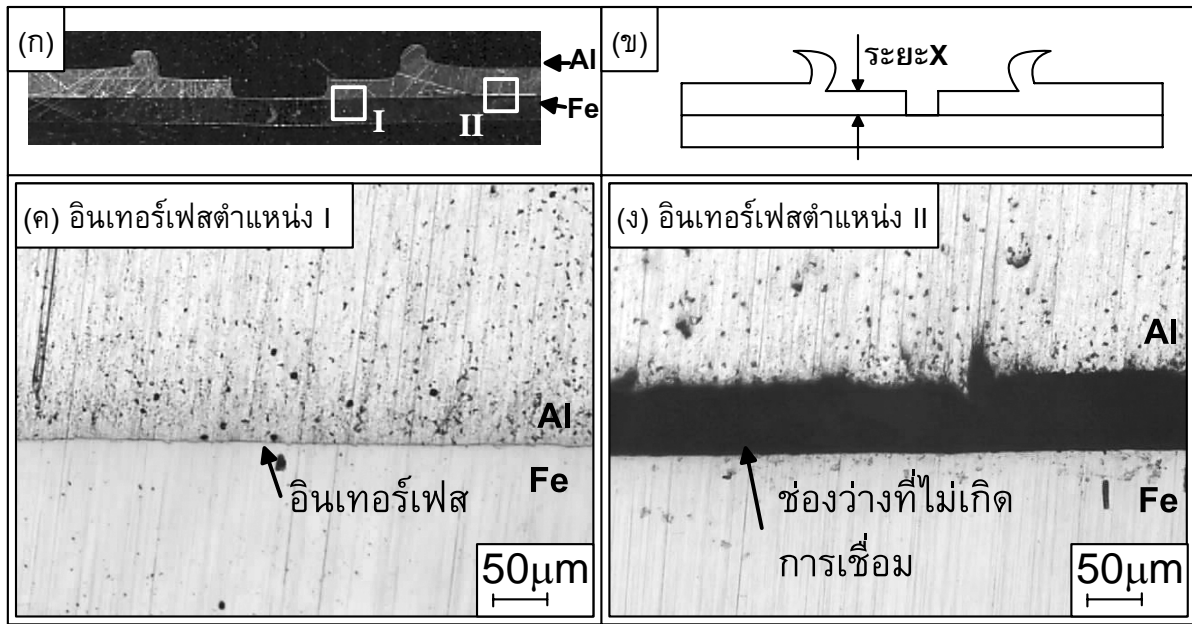 (ก)
Al
Fe
I
II
(ข)
ระยะX
(ค) อินเทอร์เฟสตำแหน่ง I
Al
Fe
อินเทอร์เฟส
50μm
(ง) อินเทอร์เฟสตำแหน่ง II
Al
Fe
ช่องว่างที่ไม่เกิด
การเชื่อม
50μm